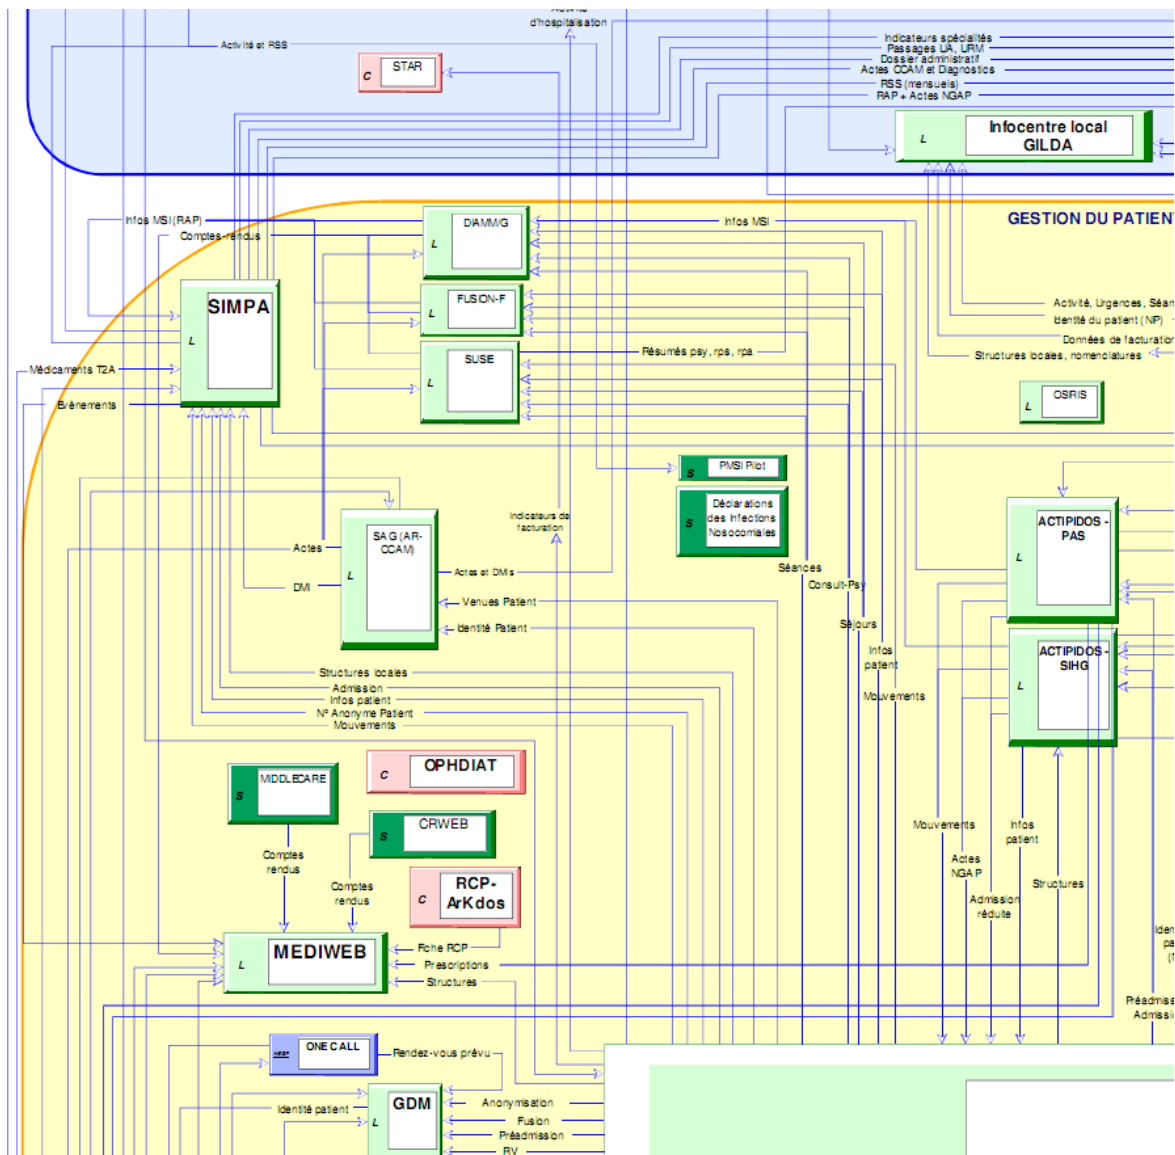 d'hospitalisation
Activité et RSS
C STAR
Indicateurs spécialités
Passages UA, URM
Dossier administratif
Actes CCAM et Diagnostics
RSS (mensuels)
RAP + Actes NGAP
L Infocentre local
GILDA
GESTION DU PATIENT
Infos MSI (RAP)
Comptes-rendus
L DIAMM/G
Infos MSI
L SIMPA
L FUSION-F
L SUSE
Résumés psy, rps, rpa
Activité, Urgences, Séan
Identité du patient (NIP)
Données de facturation
Structures locales, nomenclatures
Médicaments T2A
Evènements
L OSIRIS
S PMSI Pilot
S Déclarations
des Infections
Nosocomiales
Indicateurs de
facturation
L SAG (AR-
CCAM)
Actes
DMI
Actes et DMIs
Venues Patient
Identité Patient
Séances
Consult-Psy
Séjours
Infos
patient
Mouvements
L ACTIPIDOS -
PAS
L ACTIPIDOS -
SIHG
Structures locales
Admission
Infos patient
N° Anonyme Patient
Mouvements
S MIDDLECARE
C OPHDIAT
S CRWEB
C RCP-
ArKdos
Comptes
rendus
Comptes
rendus
Mouvements
Actes
NGAP
Admission
réduite
Infos
patient
Structures
L MEDIWEB
Fiche RCP
Prescriptions
Structures
Iden
pa
Préadmiss
Admissi
ONE CALL
Rendez-vous prévu
L GDM
Identité patient
Anonymisation
Fusion
Préadmission
RV